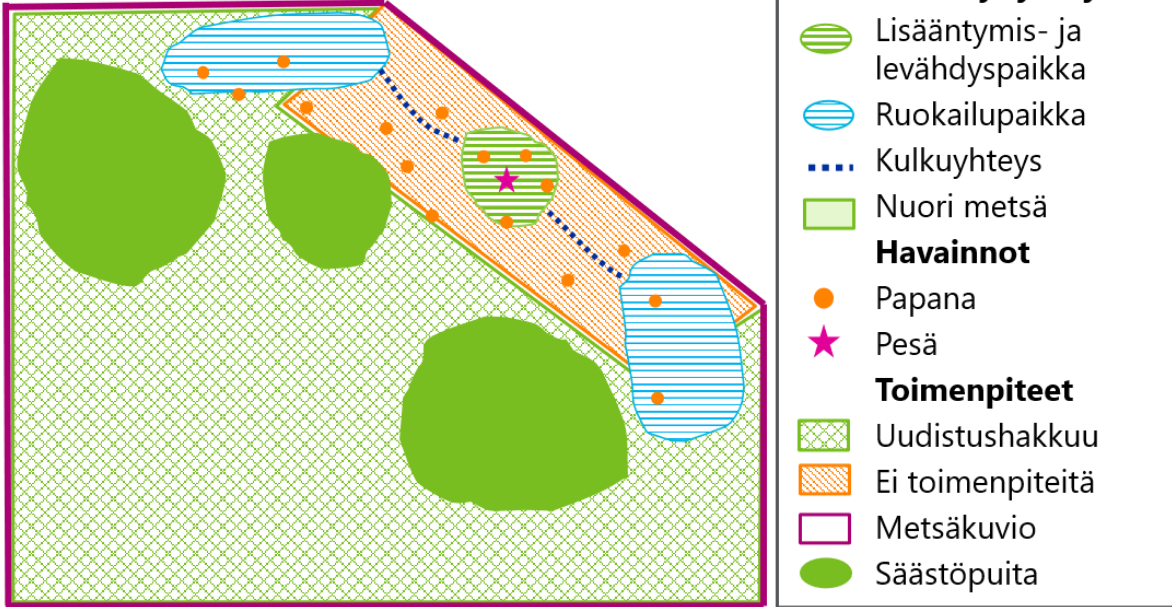 Lisääntymis- ja
levähdyspaikka
Ruokailupaikka
Kulkuyhteys
Nuori metsä
Havainnot
Papana
Pesä
Toimenpiteet
Uudistushakkuu
Ei toimenpiteitä
Metsäkuvio
Säästöpuita